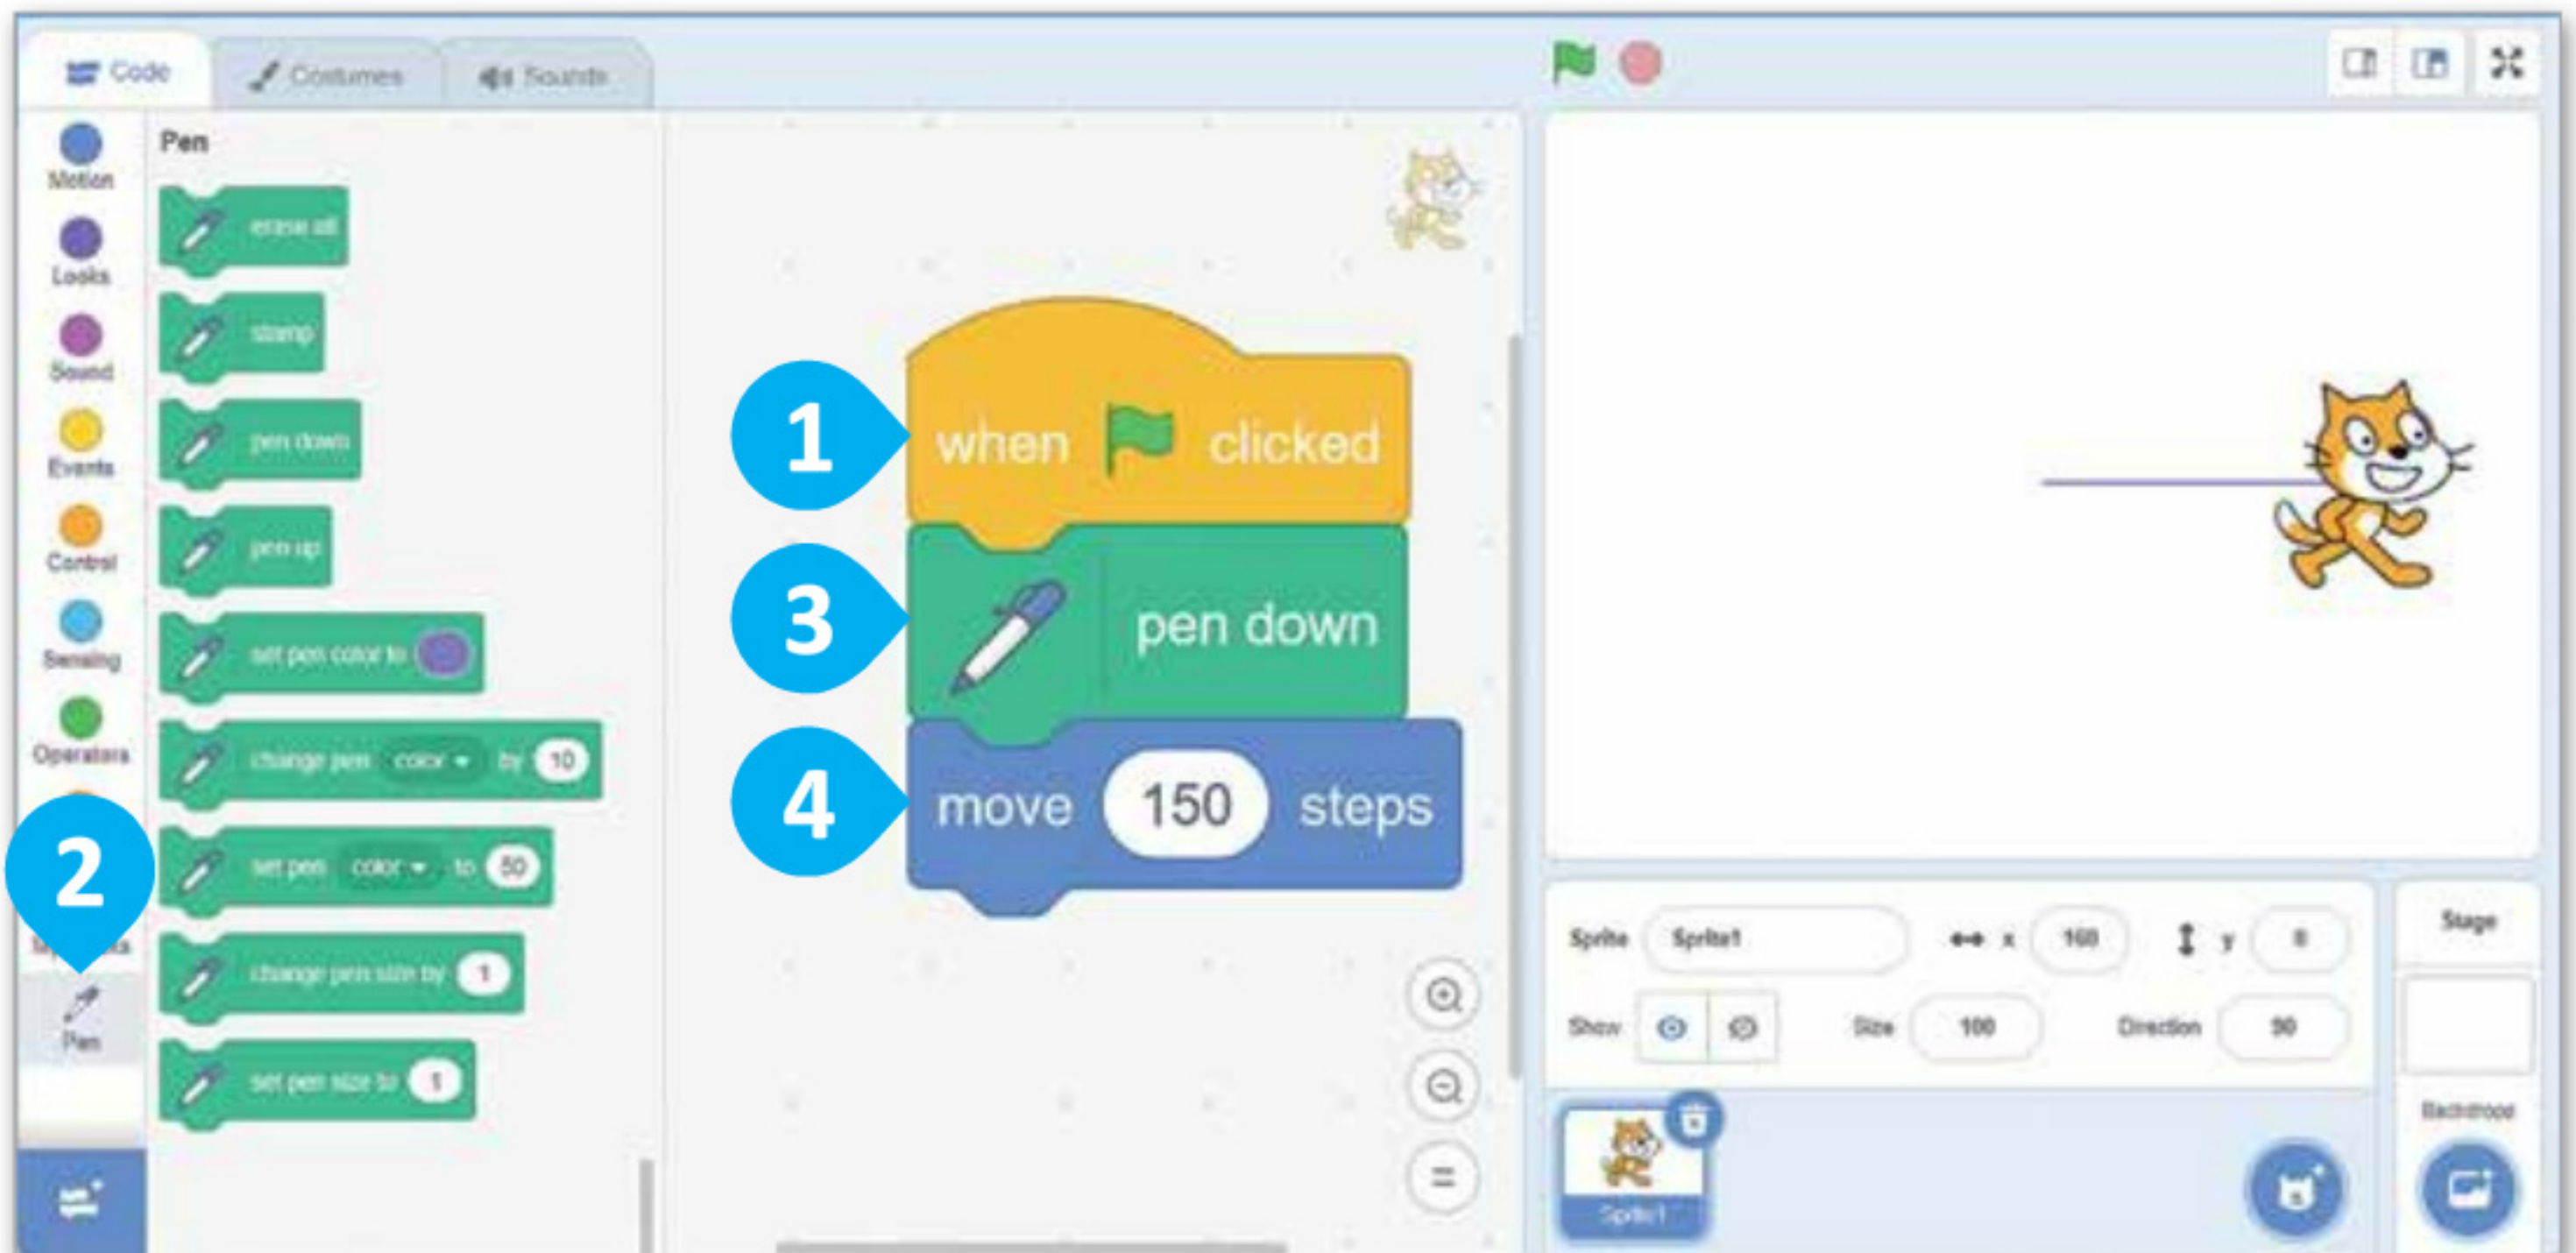 Code
Costumes
Sounds
Motion
Looks
Sound
Events
Control
Sensing
Operators
2
Pen
Pen
erase all
stamp
pen down
pen up
set pen color to
change pen color by 10
set pen color to 50
change pen size by 1
set pen size to 1
1
when clicked
3
pen down
4
move 150 steps
Sprite Sprite1 x 160 y
Show Size 100 Direction 90
Sprite1
Stage
Backdrops